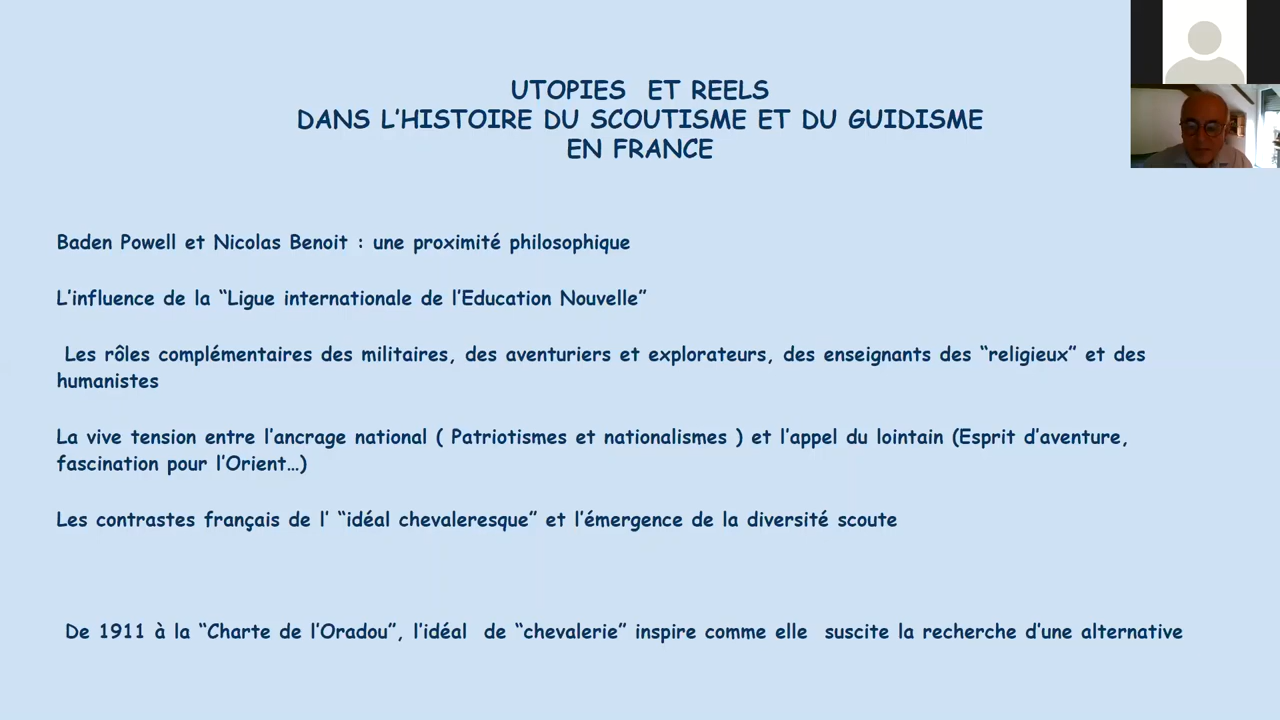 UTOPIES ET REELS
DANS L'HISTOIRE DU SCOUTISME ET DU GUIDISME
EN FRANCE
Baden Powell et Nicolas Benoit : une proximité philosophique
L'influence de la “Ligue internationale de l'Education Nouvelle”
Les rôles complémentaires des militaires, des aventuriers et explorateurs, des enseignants des “religieux” et des
humanistes
La vive tension entre l'ancrage national ( Patriotismes et nationalismes ) et l'appel du lointain (Esprit d'aventure,
fascination pour l'Orient…)
Les contrastes français de l' “idéal chevaleresque” et l'émergence de la diversité scoute
De 1911 à la “Charte de l'Oradou”, l'idéal de “chevalerie” inspire comme elle suscite la recherche d'une alternative